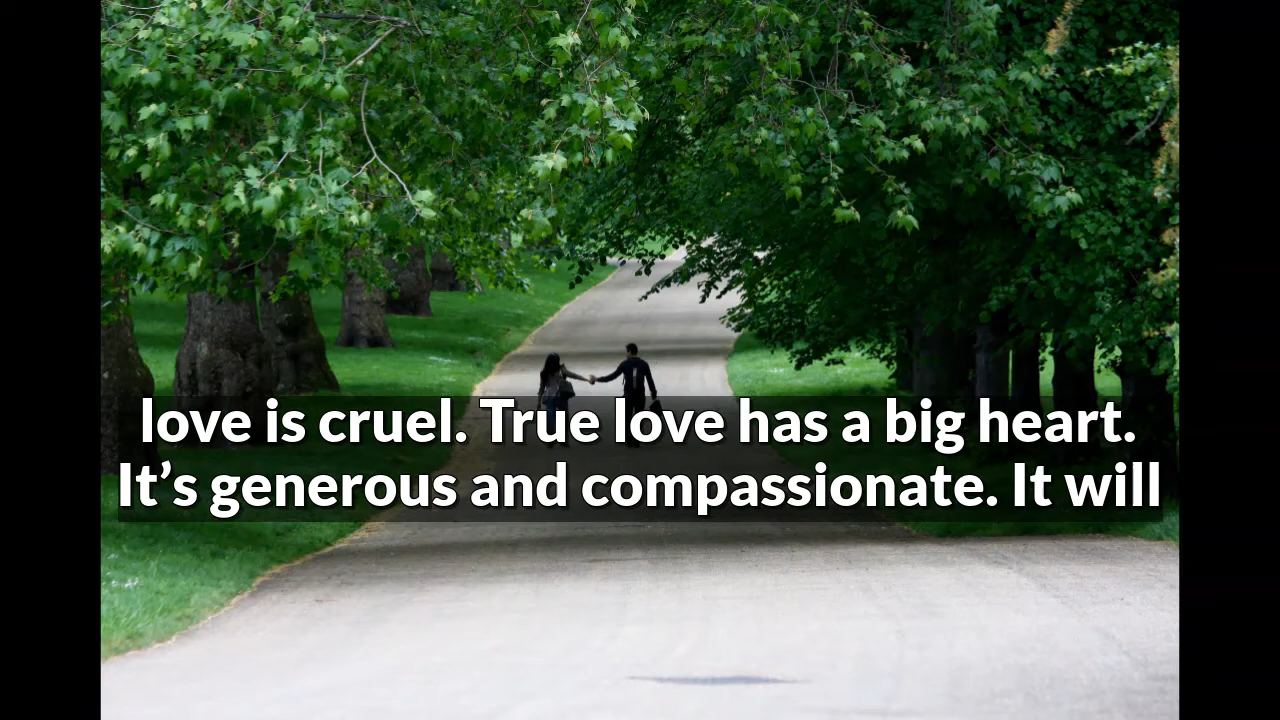 love is cruel. True love has a big heart.
It’s generous and compassionate. It will